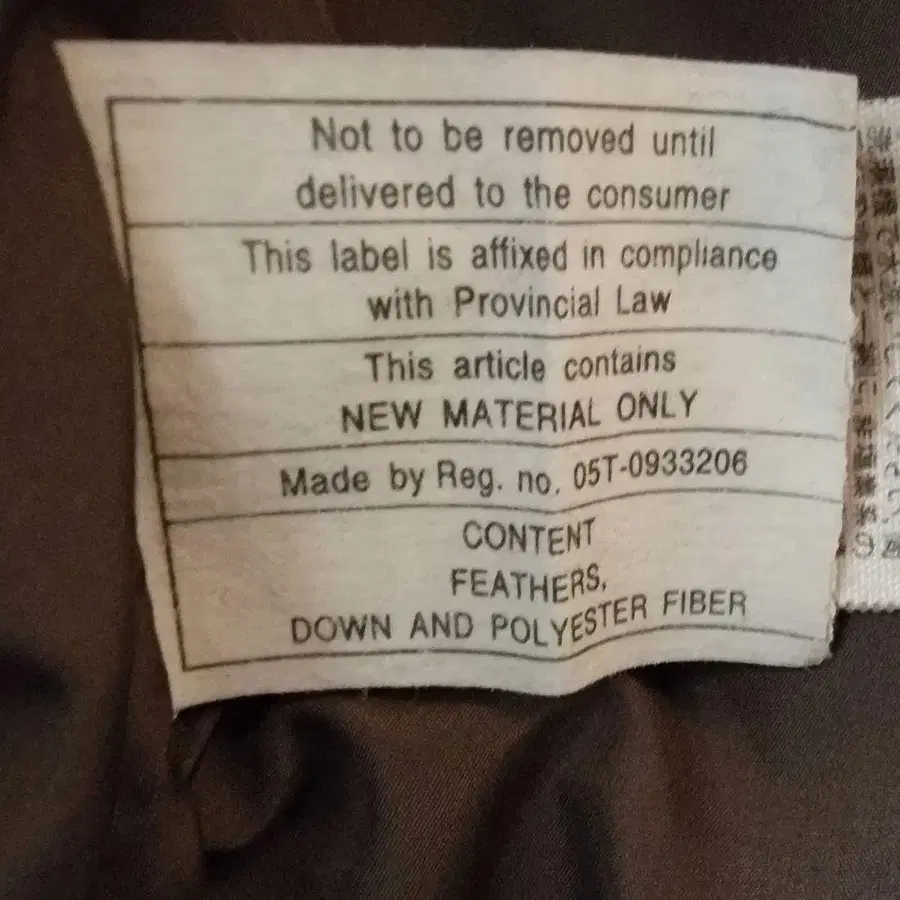 Not to be removed until
delivered to the consumer
This label is affixed in compliance
with Provincial Law
This article contains
NEW MATERIAL ONLY
Made by Reg. no. 05T-0933206
CONTENT
FEATHERS,
DOWN AND POLYESTER FIBER